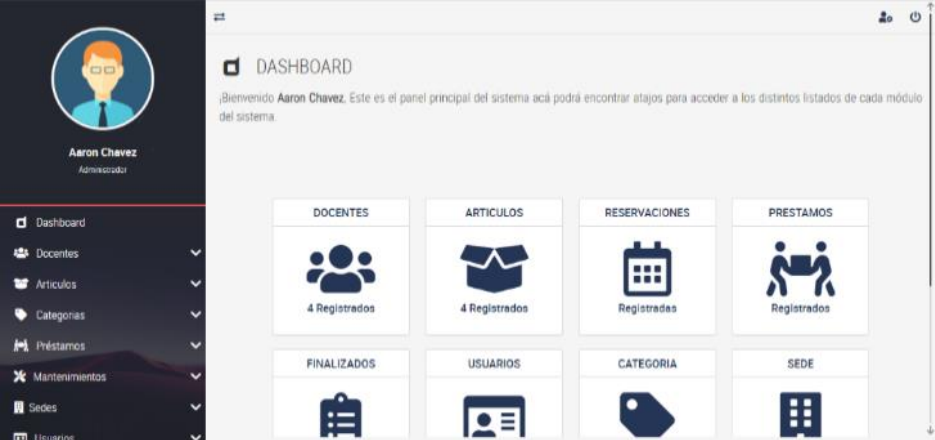 Aaron Chavez
Administrador
Dashboard
Docentes
Articulos
Categorias
Préstamos
Mantenimientos
Sedes
Usuarios
DASHBOARD
¡Bienvenido Aaron Chavez, Este es el panel principal del sistema acá podrá encontrar atajos para acceder a los distintos listados de cada módulo
del sistema.
DOCENTES
4 Registrados
ARTICULOS
4 Registrados
RESERVACIONES
Registradas
PRESTAMOS
Registrados
FINALIZADOS
USUARIOS
CATEGORIA
SEDE